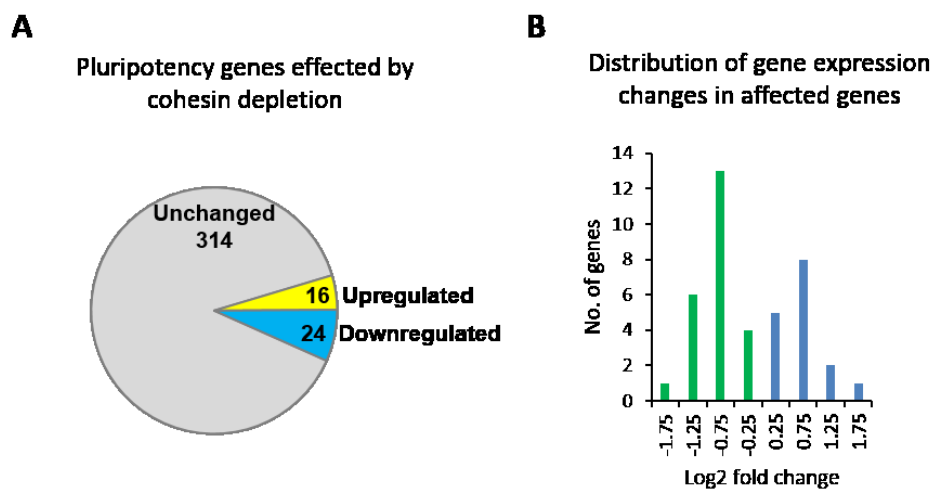 A
Pluripotency genes effected by
cohesin depletion
Unchanged
314
16 Upregulated
24 Downregulated
B
Distribution of gene expression
changes in affected genes
No. of genes
14
12
10
8
6
4
2
0
-1.75
-1.25
-0.75
-0.25
0.25
0.75
1.25
1.75
Log2 fold change